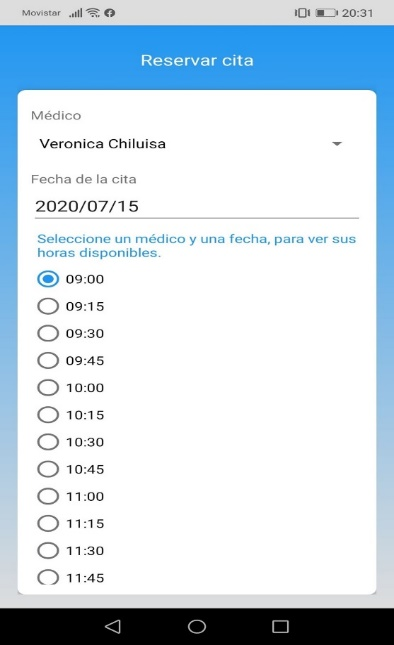 Movistar 20:31
Reservar cita
Médico
Veronica Chiluisa
Fecha de la cita
2020/07/15
Seleccione un médico y una fecha, para ver sus
horas disponibles.
09:00
09:15
09:30
09:45
10:00
10:15
10:30
10:45
11:00
11:15
11:30
11:45